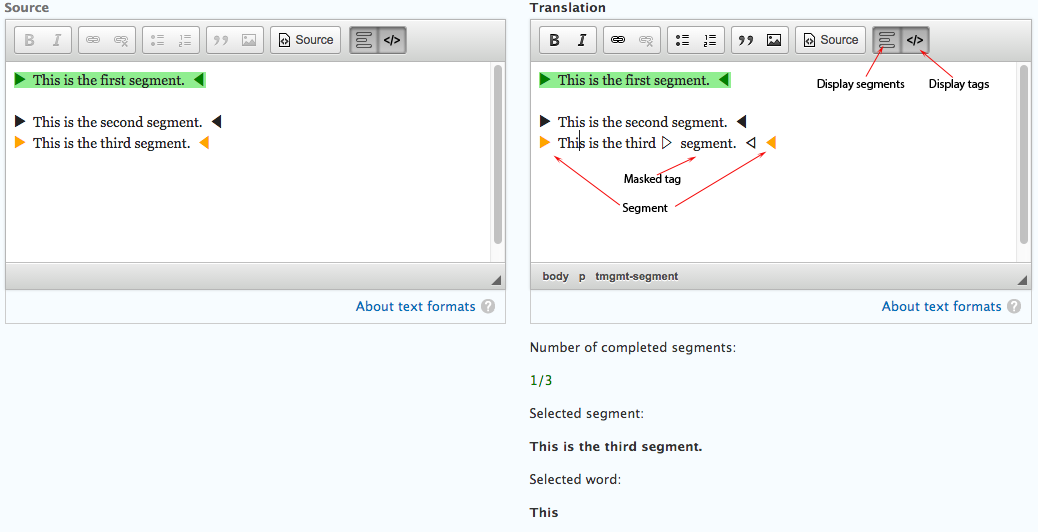 Source
B I Source </>
This is the first segment.
This is the second segment.
This is the third segment.
About text formats ?
Translation
B I Source </>
This is the first segment.
Display segments Display tags
This is the second segment.
This is the third segment.
Masked tag
Segment
body p tmgmt-segment
About text formats ?
Number of completed segments:
1/3
Selected segment:
This is the third segment.
Selected word:
This